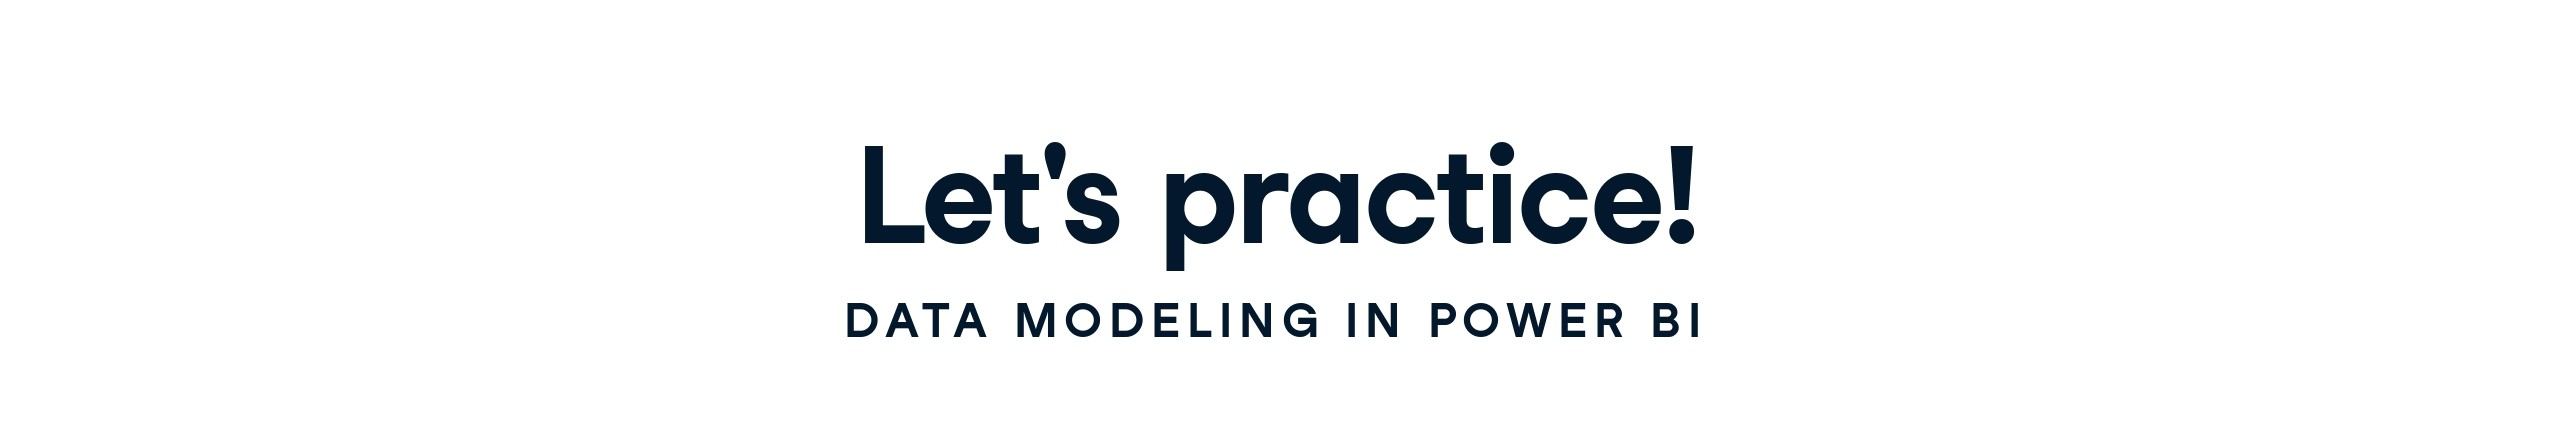 Let's practice!
DATA MODELING IN POWER BI